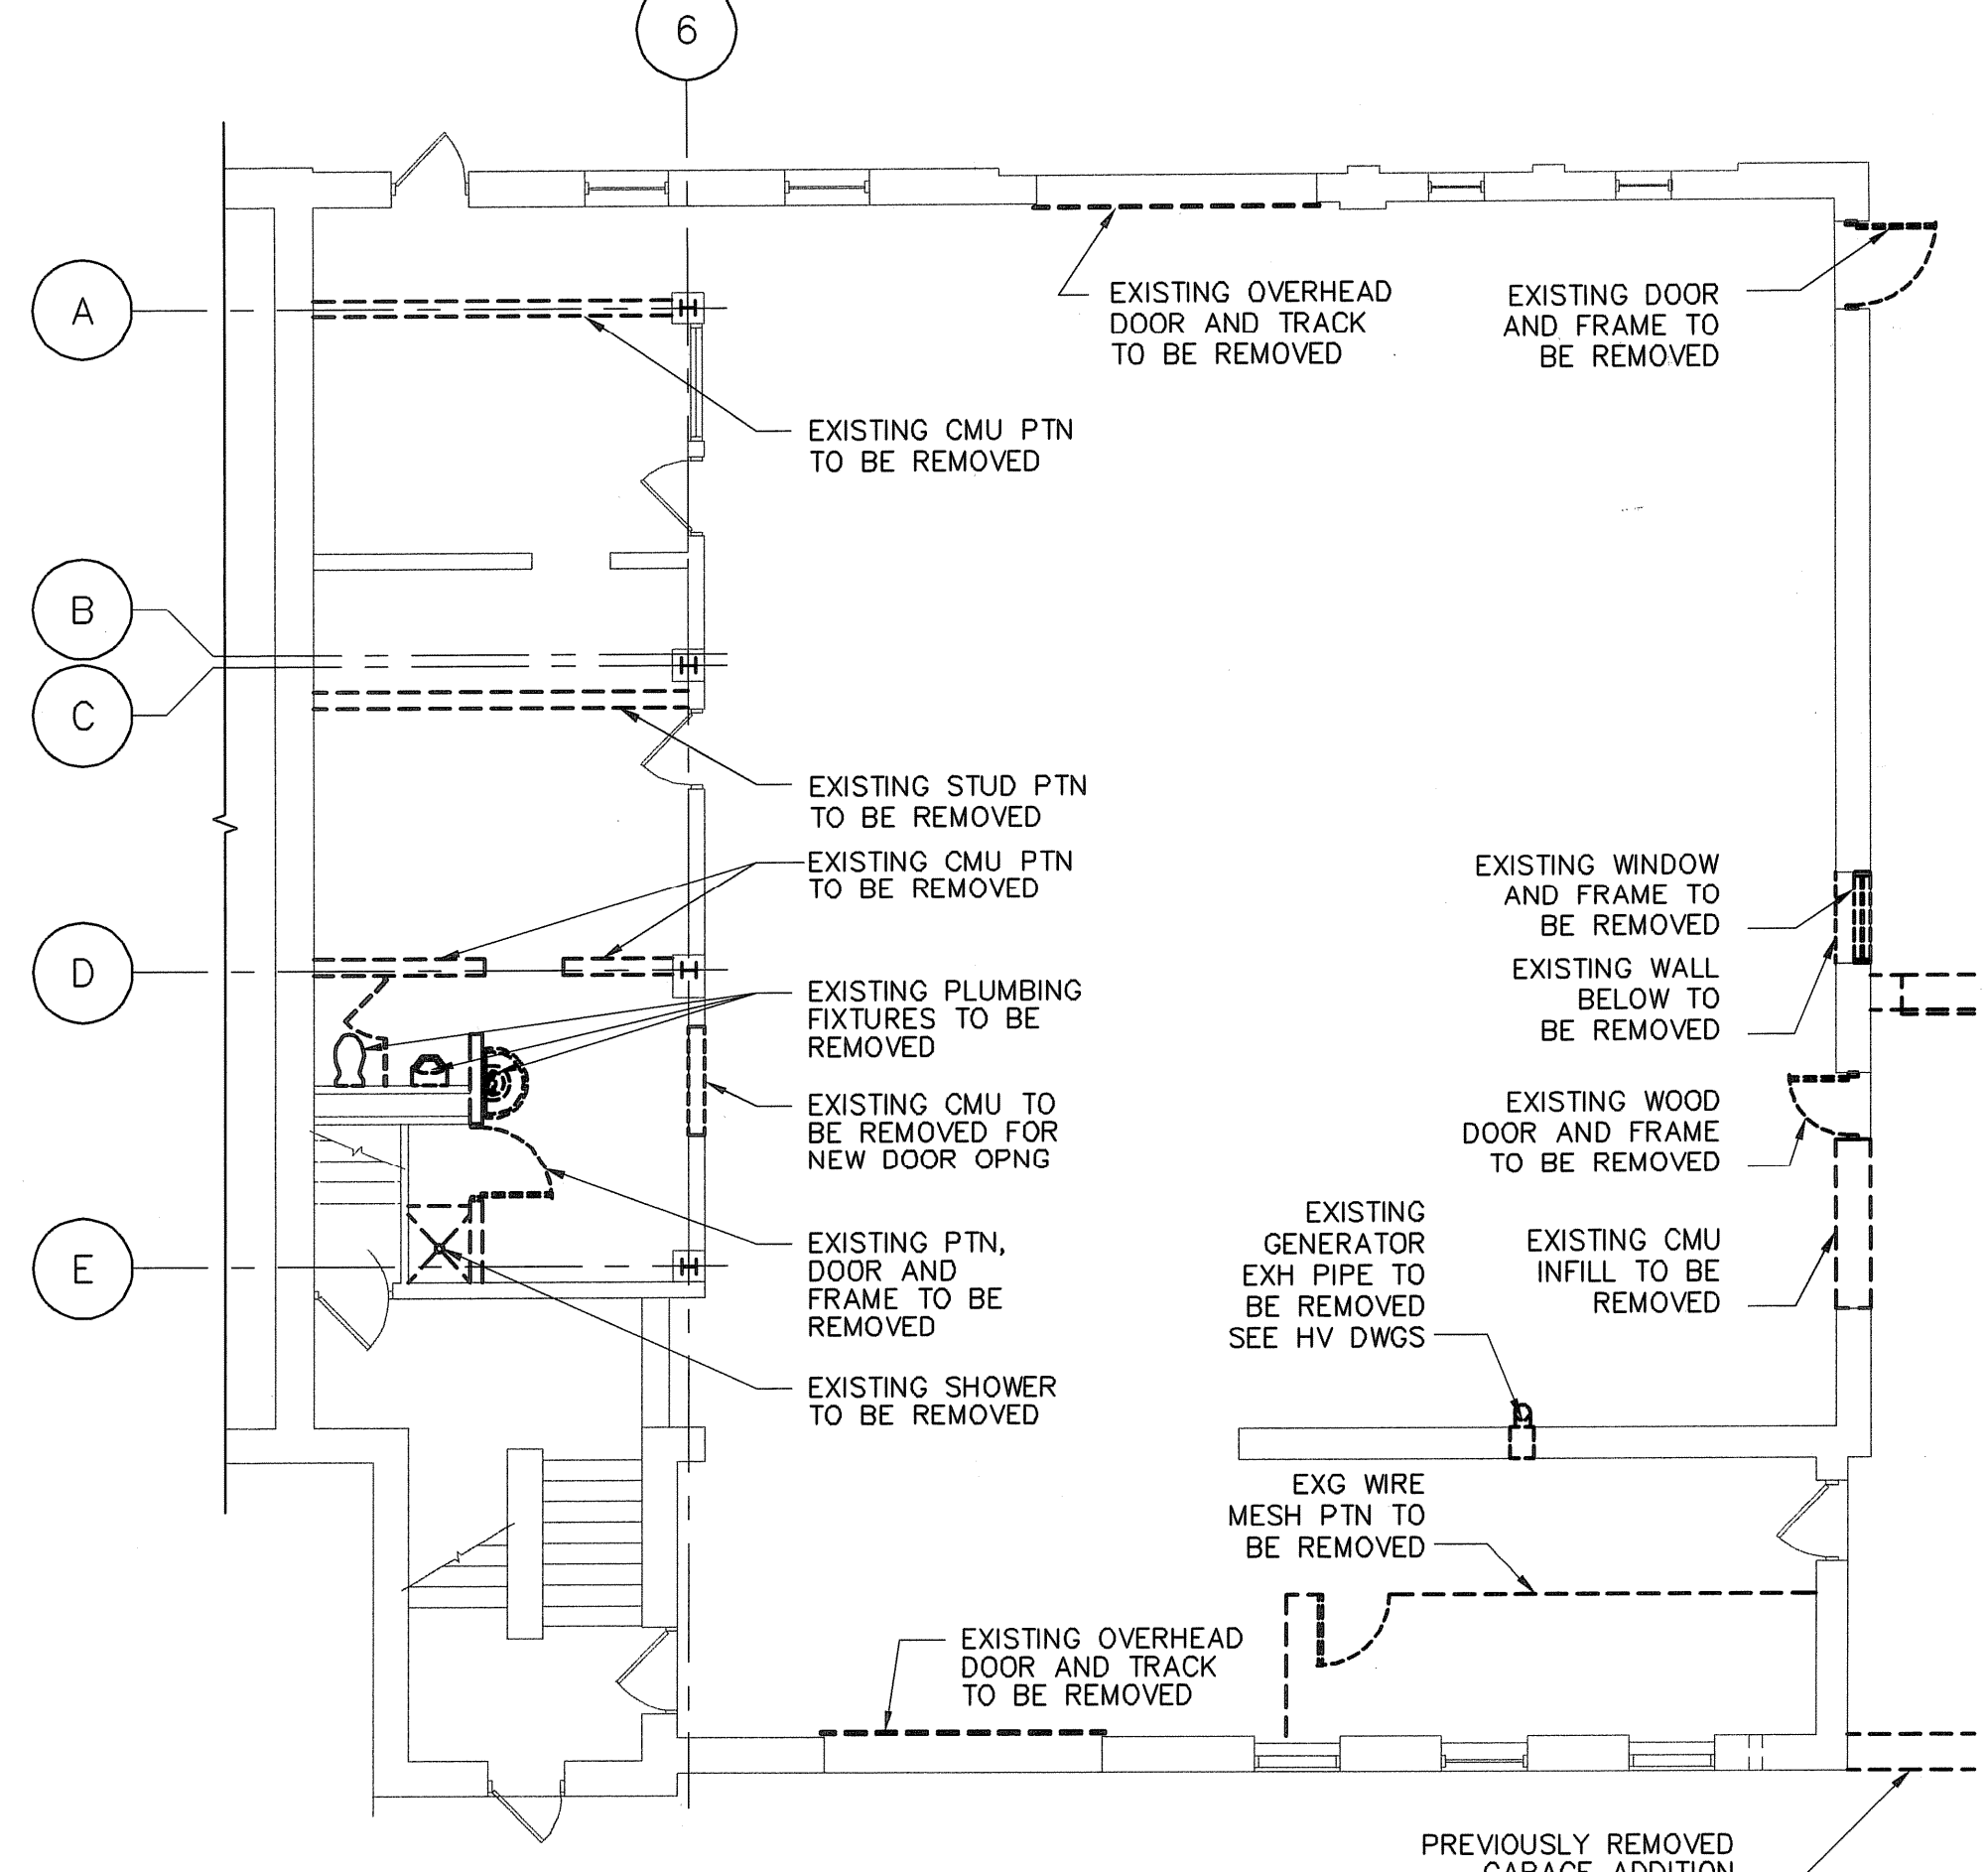 6
EXISTING OVERHEAD
DOOR AND TRACK
TO BE REMOVED
EXISTING DOOR
AND FRAME TO
BE REMOVED
A
EXISTING CMU PTN
TO BE REMOVED
B
C
EXISTING STUD PTN
TO BE REMOVED
EXISTING CMU PTN
TO BE REMOVED
EXISTING WINDOW
AND FRAME TO
BE REMOVED
D
EXISTING PLUMBING
FIXTURES TO BE
REMOVED
EXISTING WALL
BELOW TO
BE REMOVED
EXISTING CMU TO
BE REMOVED FOR
NEW DOOR OPNG
EXISTING WOOD
DOOR AND FRAME
TO BE REMOVED
E
EXISTING PTN,
DOOR AND
FRAME TO BE
REMOVED
EXISTING
GENERATOR
EXH PIPE TO
BE REMOVED
SEE HV DWGS
EXISTING CMU
INFILL TO BE
REMOVED
EXISTING SHOWER
TO BE REMOVED
EXG WIRE
MESH PTN TO
BE REMOVED
EXISTING OVERHEAD
DOOR AND TRACK
TO BE REMOVED
PREVIOUSLY REMOVED
GARAGE ADDITION